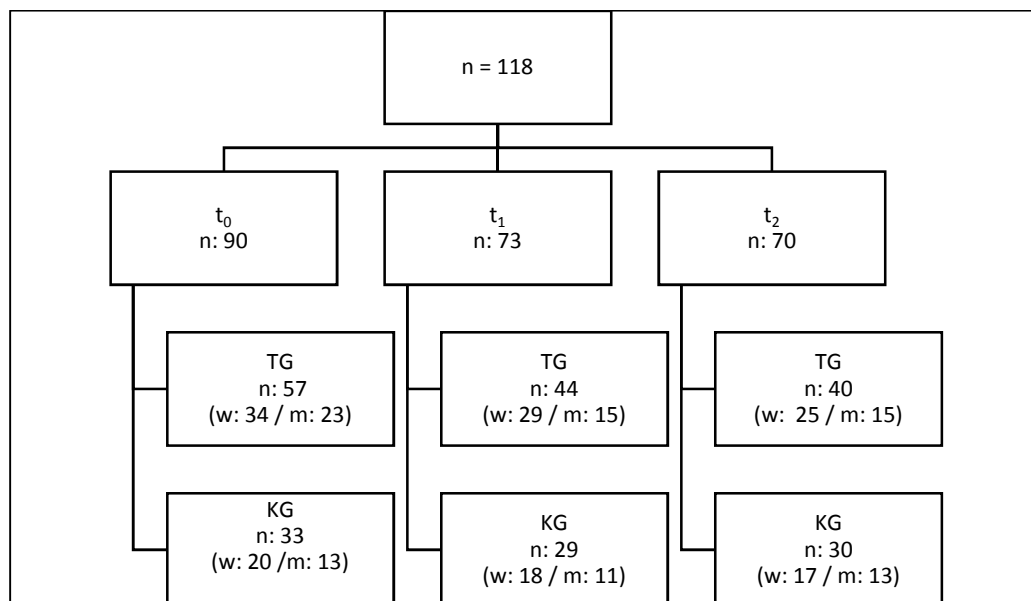 n = 118
t₀
n: 90
t₁
n: 73
t₂
n: 70
TG
n: 57
(w: 34 / m: 23)
TG
n: 44
(w: 29 / m: 15)
TG
n: 40
(w:  25 / m: 15)
KG
n: 33
(w: 20 /m: 13)
KG
n: 29
(w: 18 / m: 11)
KG
n: 30
(w: 17 / m: 13)